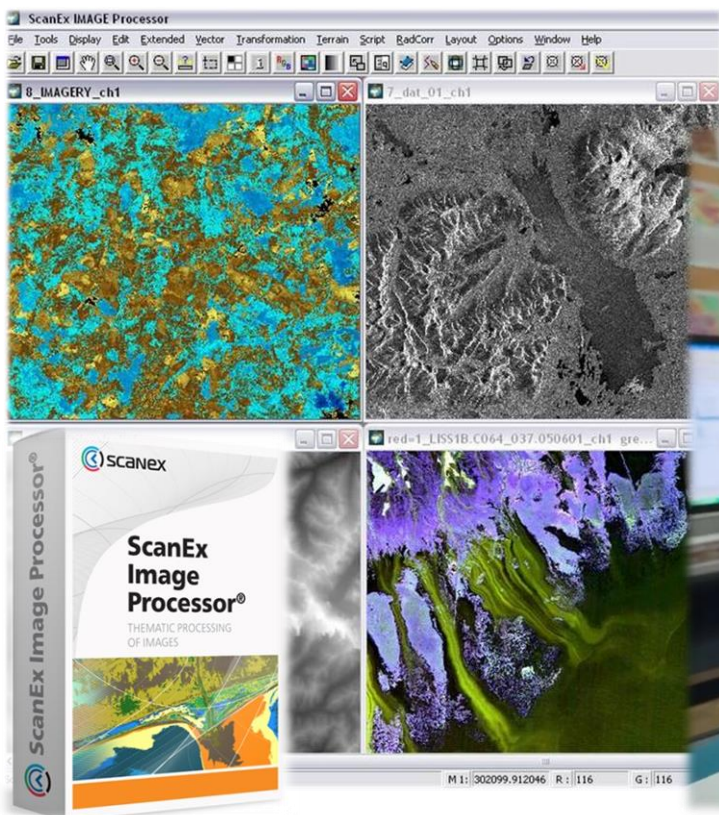 ScanEx IMAGE Processor
File Tools Display Edit Extended Vector Transformation Terrain Script RadCorr Layout Options Window Help
8_IMAGERY_ch1
7_dat_01_ch1
red=1_LISS1B.C064_037.050601_ch1 gre...
SCANEX
ScanEx
Image
Processor®
THEMATIC PROCESSING
OF IMAGES
ScanEx Image Processor®
M 1: 302099.912046 R: 116 G: 116